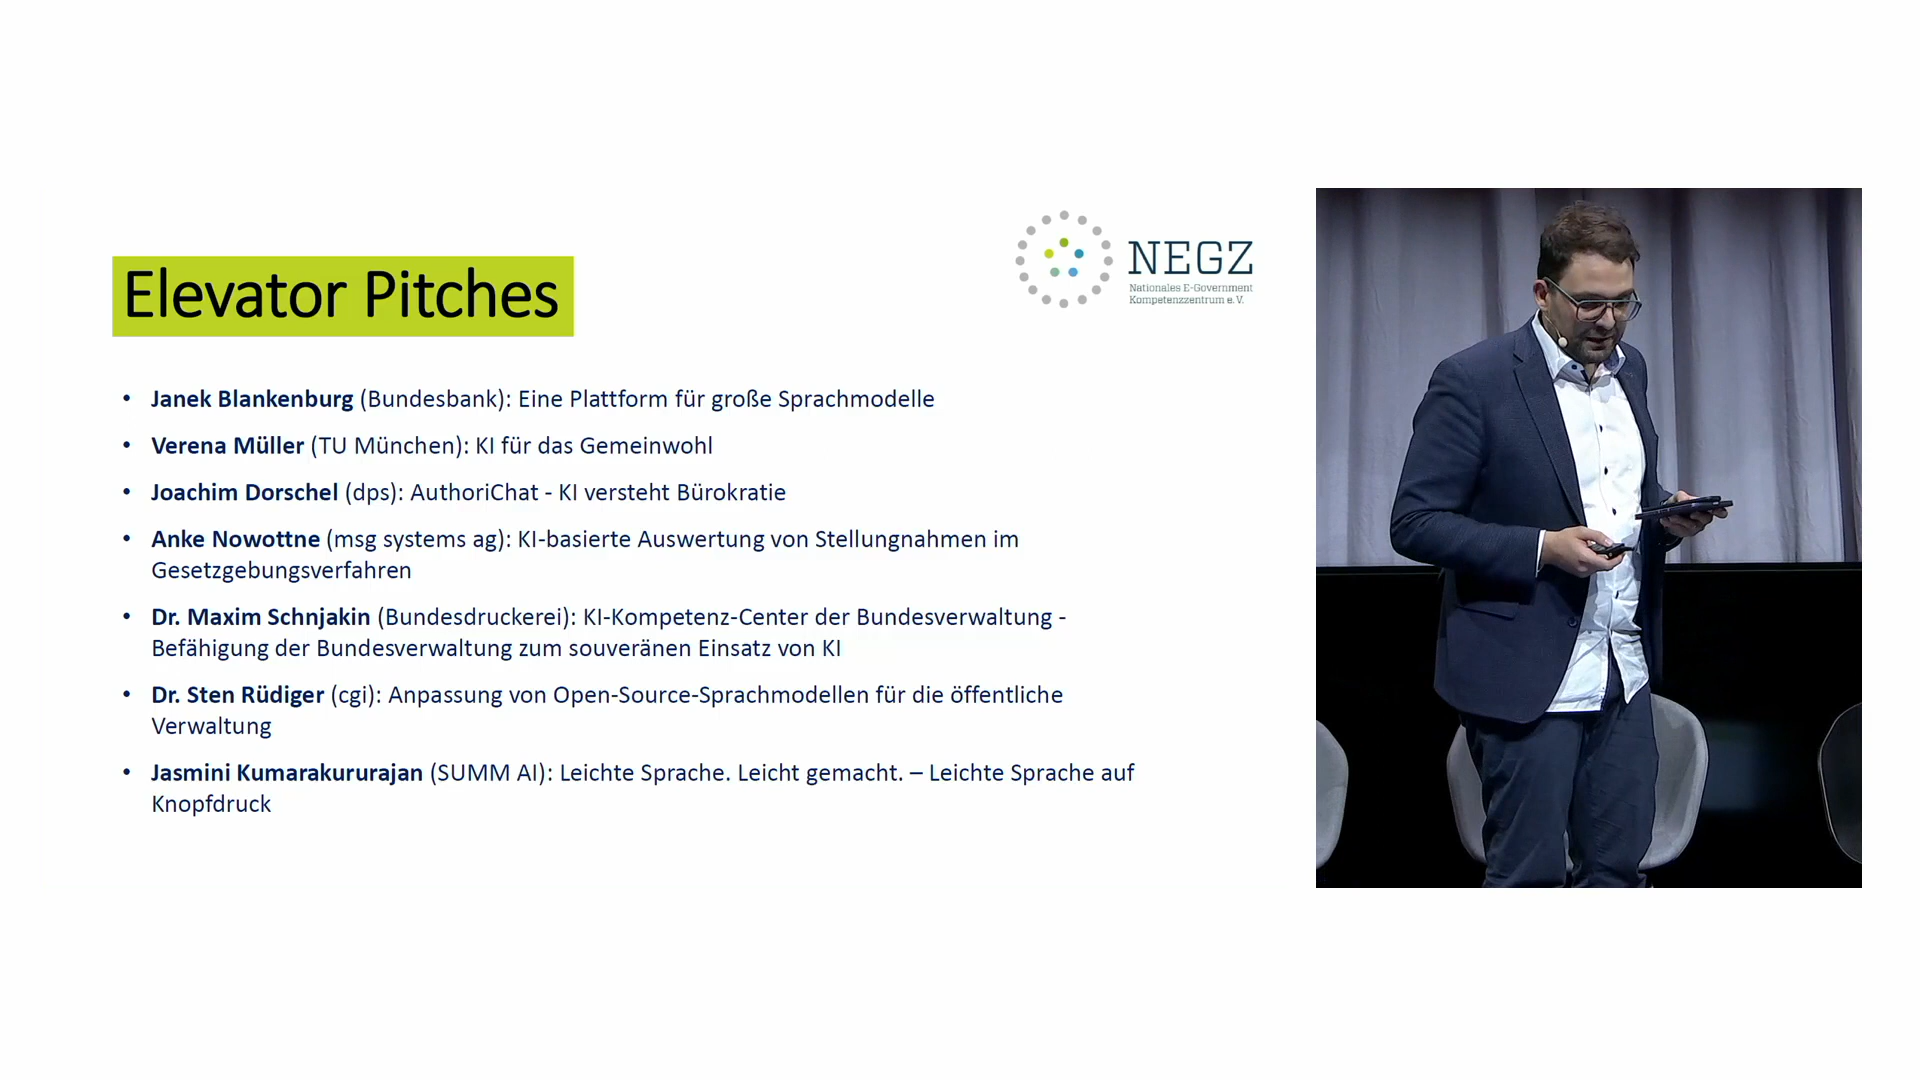 Elevator Pitches
NEGZ
Nationales E-Government
Kompetenzzentrum e.V.
• Janek Blankenburg (Bundesbank): Eine Plattform für große Sprachmodelle
• Verena Müller (TU München): KI für das Gemeinwohl
• Joachim Dorschel (dps): AuthoriChat - KI versteht Bürokratie
• Anke Nowottne (msg systems ag): KI-basierte Auswertung von Stellungnahmen im
Gesetzgebungsverfahren
• Dr. Maxim Schnjakin (Bundesdruckerei): KI-Kompetenz-Center der Bundesverwaltung -
Befähigung der Bundesverwaltung zum souveränen Einsatz von KI
• Dr. Sten Rüdiger (cgi): Anpassung von Open-Source-Sprachmodellen für die öffentliche
Verwaltung
• Jasmini Kumarakururajan (SUMM AI): Leichte Sprache. Leicht gemacht. – Leichte Sprache auf
Knopfdruck